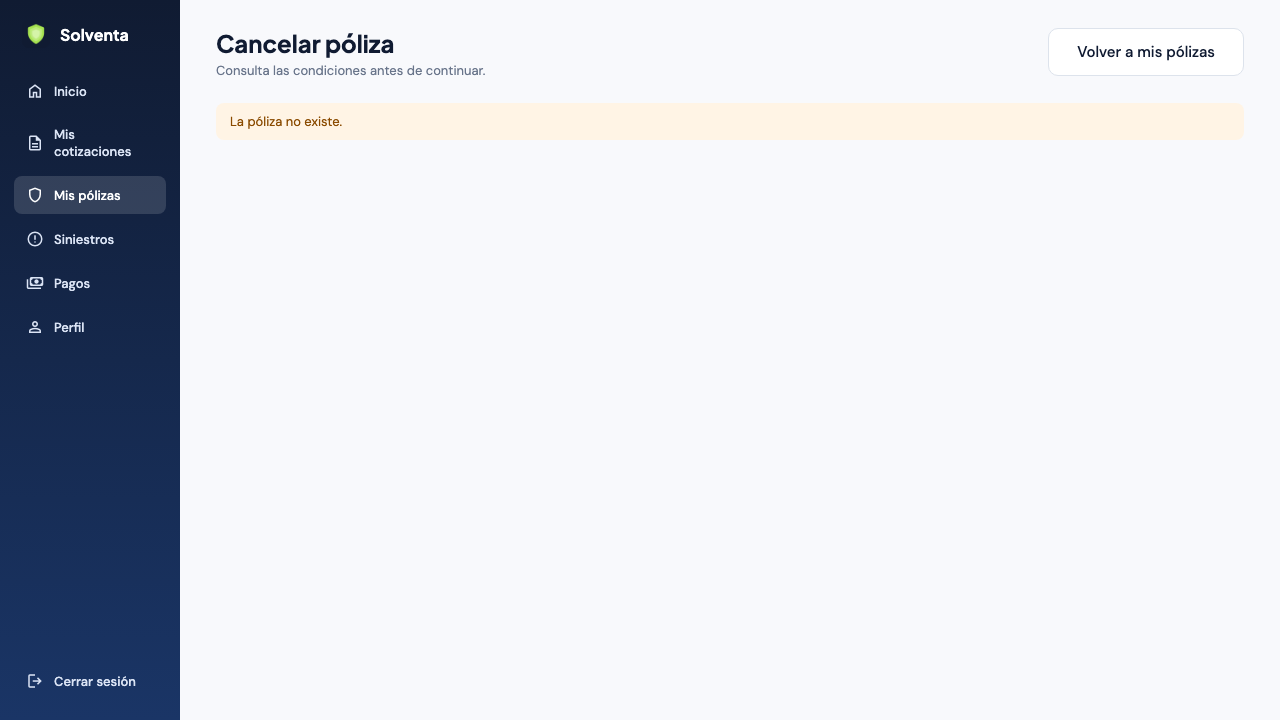 Solventa
Inicio
Mis
cotizaciones
Mis pólizas
Siniestros
Pagos
Perfil
Cerrar sesión
Cancelar póliza
Consulta las condiciones antes de continuar.
Volver a mis pólizas
La póliza no existe.